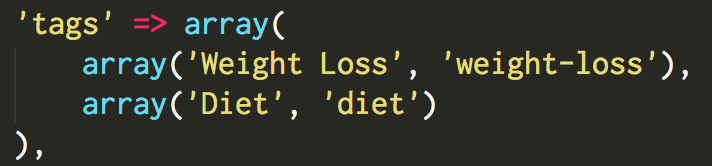 'tags' => array(
array('Weight Loss', 'weight-loss'),
array('Diet', 'diet')
),